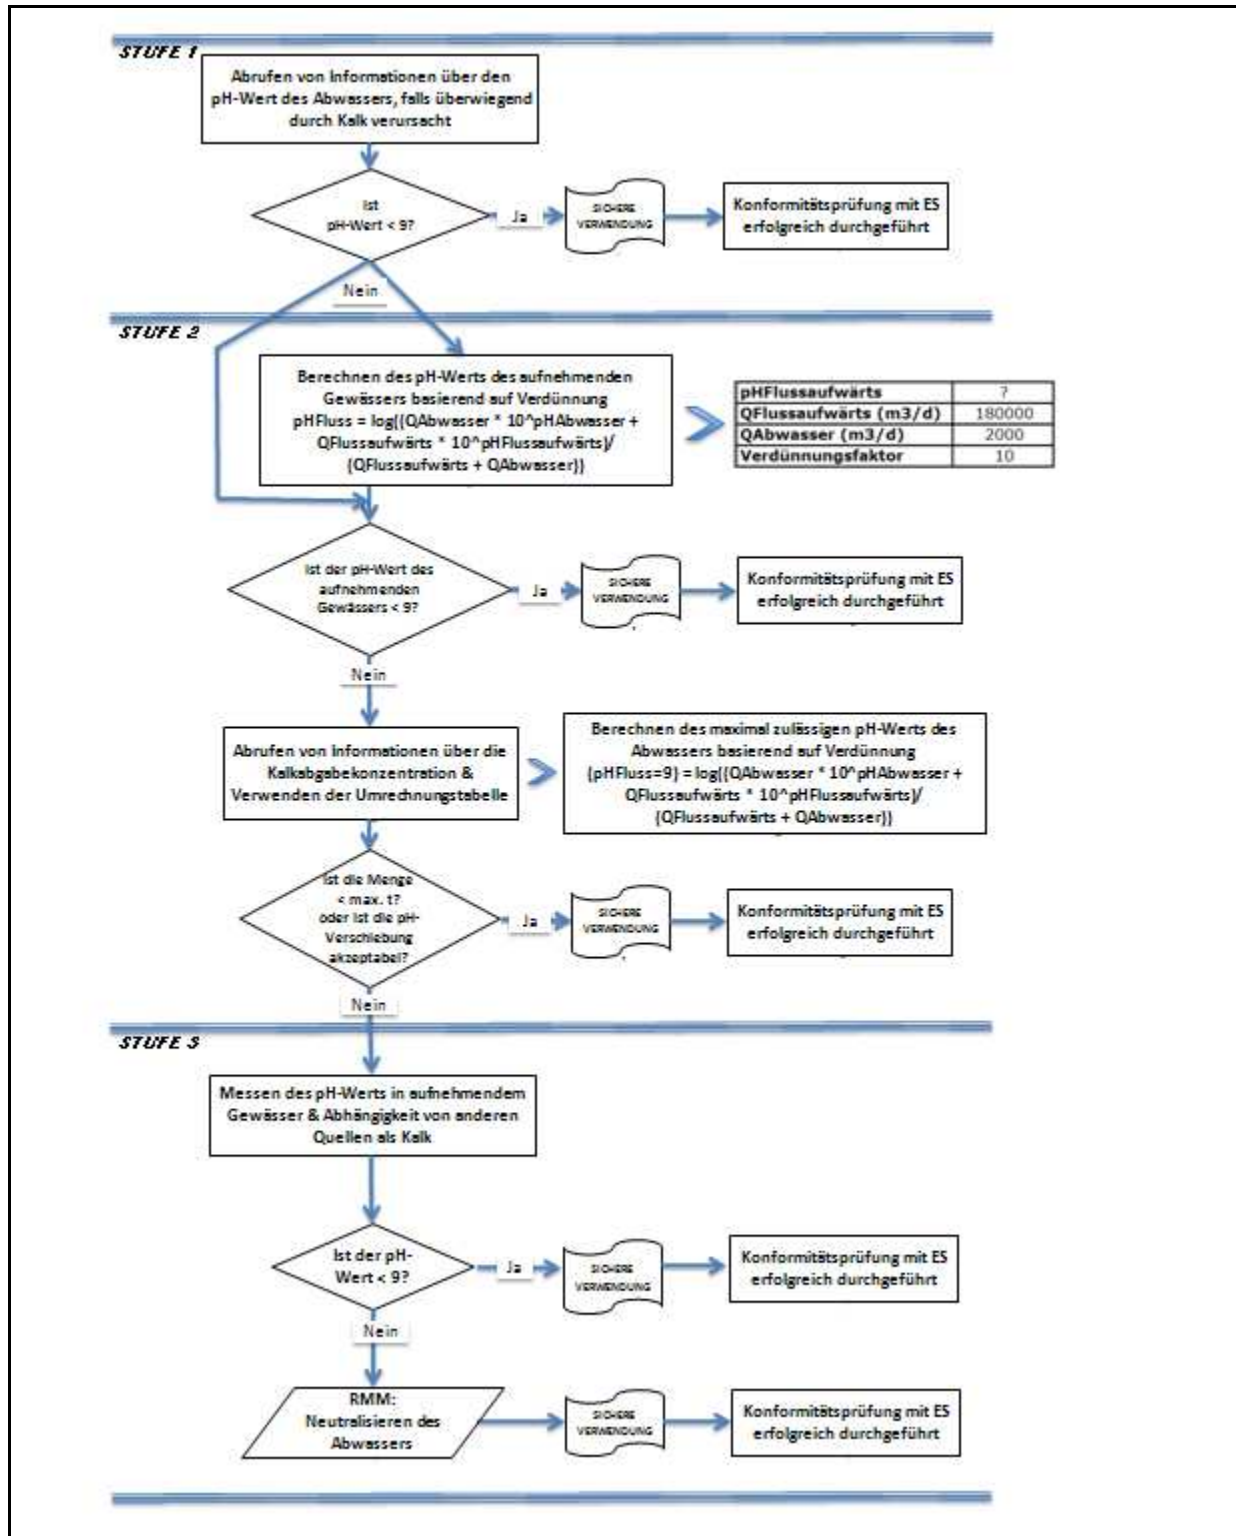 STUFE 1
Abrufen von Informationen über den
pH-Wert des Abwassers, falls überwiegend
durch Kalk verursacht
Ist
pH-Wert < 9?
Ja
SICHERE
VERWENDUNG
Konformitätsprüfung mit ES
erfolgreich durchgeführt
Nein
STUFE 2
Berechnen des pH-Werts des aufnehmenden
Gewässers basierend auf Verdünnung
pHFluss = log((QAbwasser * 10^pHAbwasser +
QFlussaufwärts * 10^pHFlussaufwärts)/
(QFlussaufwärts + QAbwasser))
pHFlussaufwärts ?
QFlussaufwärts (m3/d) 180000
QAbwasser (m3/d) 2000
Verdünnungsfaktor 10
Ist der pH-Wert des
aufnehmenden
Gewässers < 9?
Ja
SICHERE
VERWENDUNG
Konformitätsprüfung mit ES
erfolgreich durchgeführt
Nein
Abrufen von Informationen über die
Kalkabgabekonzentration &
Verwenden der Umrechnungstabelle
Berechnen des maximal zulässigen pH-Werts des
Abwassers basierend auf Verdünnung
(pHFluss=9) = log((QAbwasser * 10^pHAbwasser +
QFlussaufwärts * 10^pHFlussaufwärts)/
(QFlussaufwärts + QAbwasser))
Ist die Menge
< max. t?
oder ist die pH-
Verschiebung
akzeptabel?
Ja
SICHERE
VERWENDUNG
Konformitätsprüfung mit ES
erfolgreich durchgeführt
Nein
STUFE 3
Messen des pH-Werts in aufnehmendem
Gewässer & Abhängigkeit von anderen
Quellen als Kalk
Ist der pH-
Wert < 9?
Ja
SICHERE
VERWENDUNG
Konformitätsprüfung mit ES
erfolgreich durchgeführt
Nein
RMM:
Neutralisieren des
Abwassers
SICHERE
VERWENDUNG
Konformitätsprüfung mit ES
erfolgreich durchgeführt